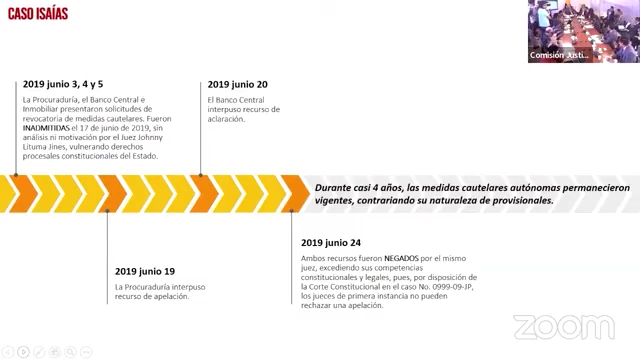 CASO ISAÍAS
Comisión Justi...
2019 junio 3, 4 y 5
La Procuraduría, el Banco Central e
Inmobiliar presentaron solicitudes de
revocatoria de medidas cautelares. Fueron
INADMITIDAS el 17 de junio de 2019, sin
análisis ni motivación por el Juez Johnny
Lituma Jines, vulnerando derechos
procesales constitucionales del Estado.
2019 junio 20
El Banco Central
interpuso recurso de
aclaración.
Durante casi 4 años, las medidas cautelares autónomas permanecieron
vigentes, contrariando su naturaleza de provisionales.
2019 junio 19
La Procuraduría interpuso
recurso de apelación.
2019 junio 24
Ambos recursos fueron NEGADOS por el mismo
juez, excediendo sus competencias
constitucionales y legales, pues, por disposición de
la Corte Constitucional en el caso No. 0999-09-JP,
los jueces de primera instancia no pueden
rechazar una apelación.
zoom